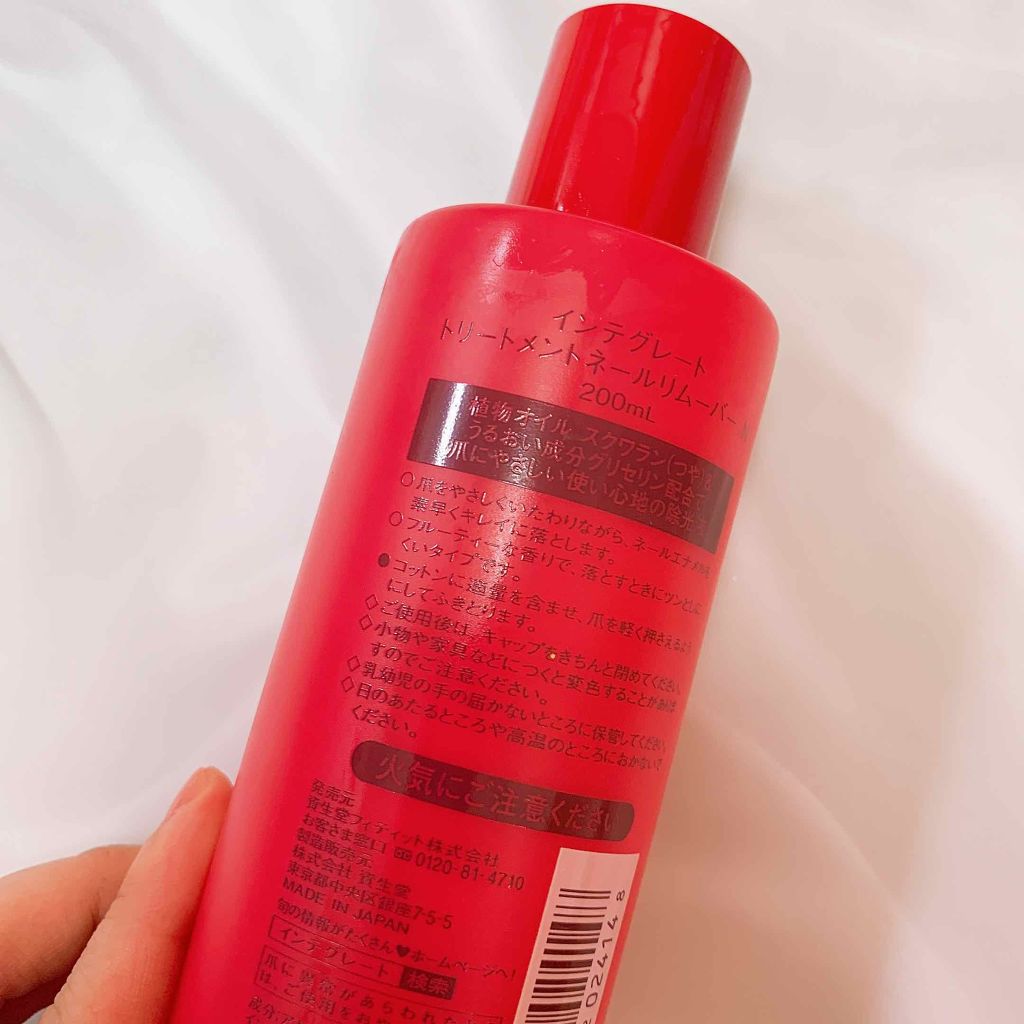 インテグレート
トリートメントネールリムーバー N
200mL
植物オイル、スクワラン(つや)&
うるおい成分グリセリン配合で
爪にやさしい使い心地の除光液
○爪をやさしくいたわりながら、ネールエナメルを
素早くキレイに落とします。
○フルーティーな香りで、落とすときにツンとしに
くいタイプです。
●コットンに適量を含ませ、爪を軽く押さえるよう
にしてふきとります。
◇ご使用後は、キャップをきちんと閉めてください。
◇小物や家具などにつくと変色することがありま
すのでご注意ください。
◇乳幼児の手の届かないところに保管してください。
◇日のあたるところや高温のところにおかないで
ください。
火気にご注意ください
発売元
資生堂フィティット株式会社
お客さま窓口 0120-81-4710
製造販売元
株式会社 資生堂
東京都中央区銀座7-5-5
MADE IN JAPAN
旬の情報がたくさん♥ホームページへ!
インテグレート 検索
爪に異常があらわれた
は、ご使用を
成分:ア